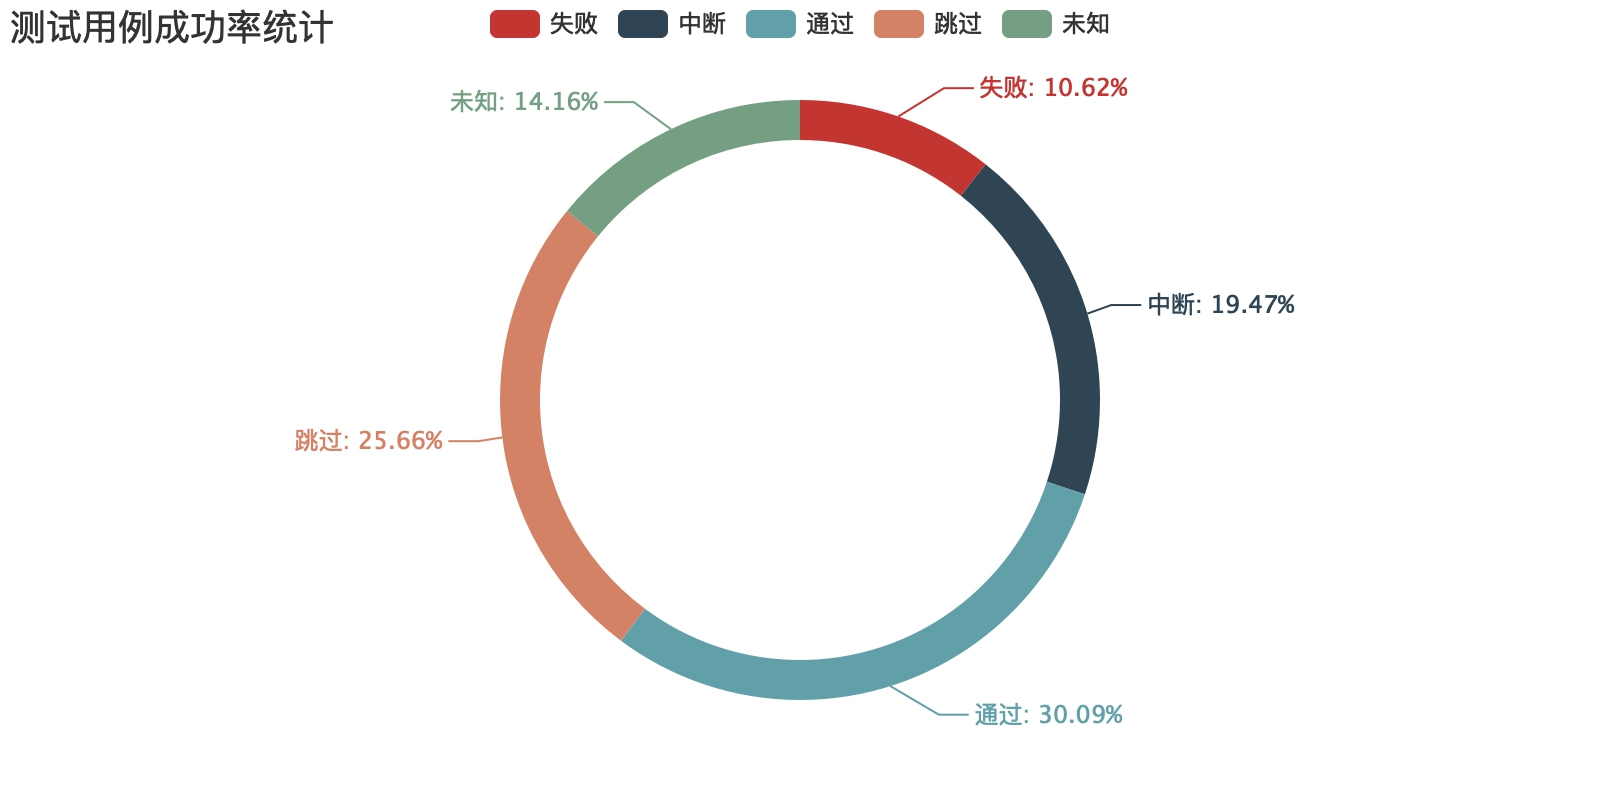 测试用例成功率统计
失败
中断
通过
跳过
未知
失败: 10.62%
未知: 14.16%
中断: 19.47%
跳过: 25.66%
通过: 30.09%